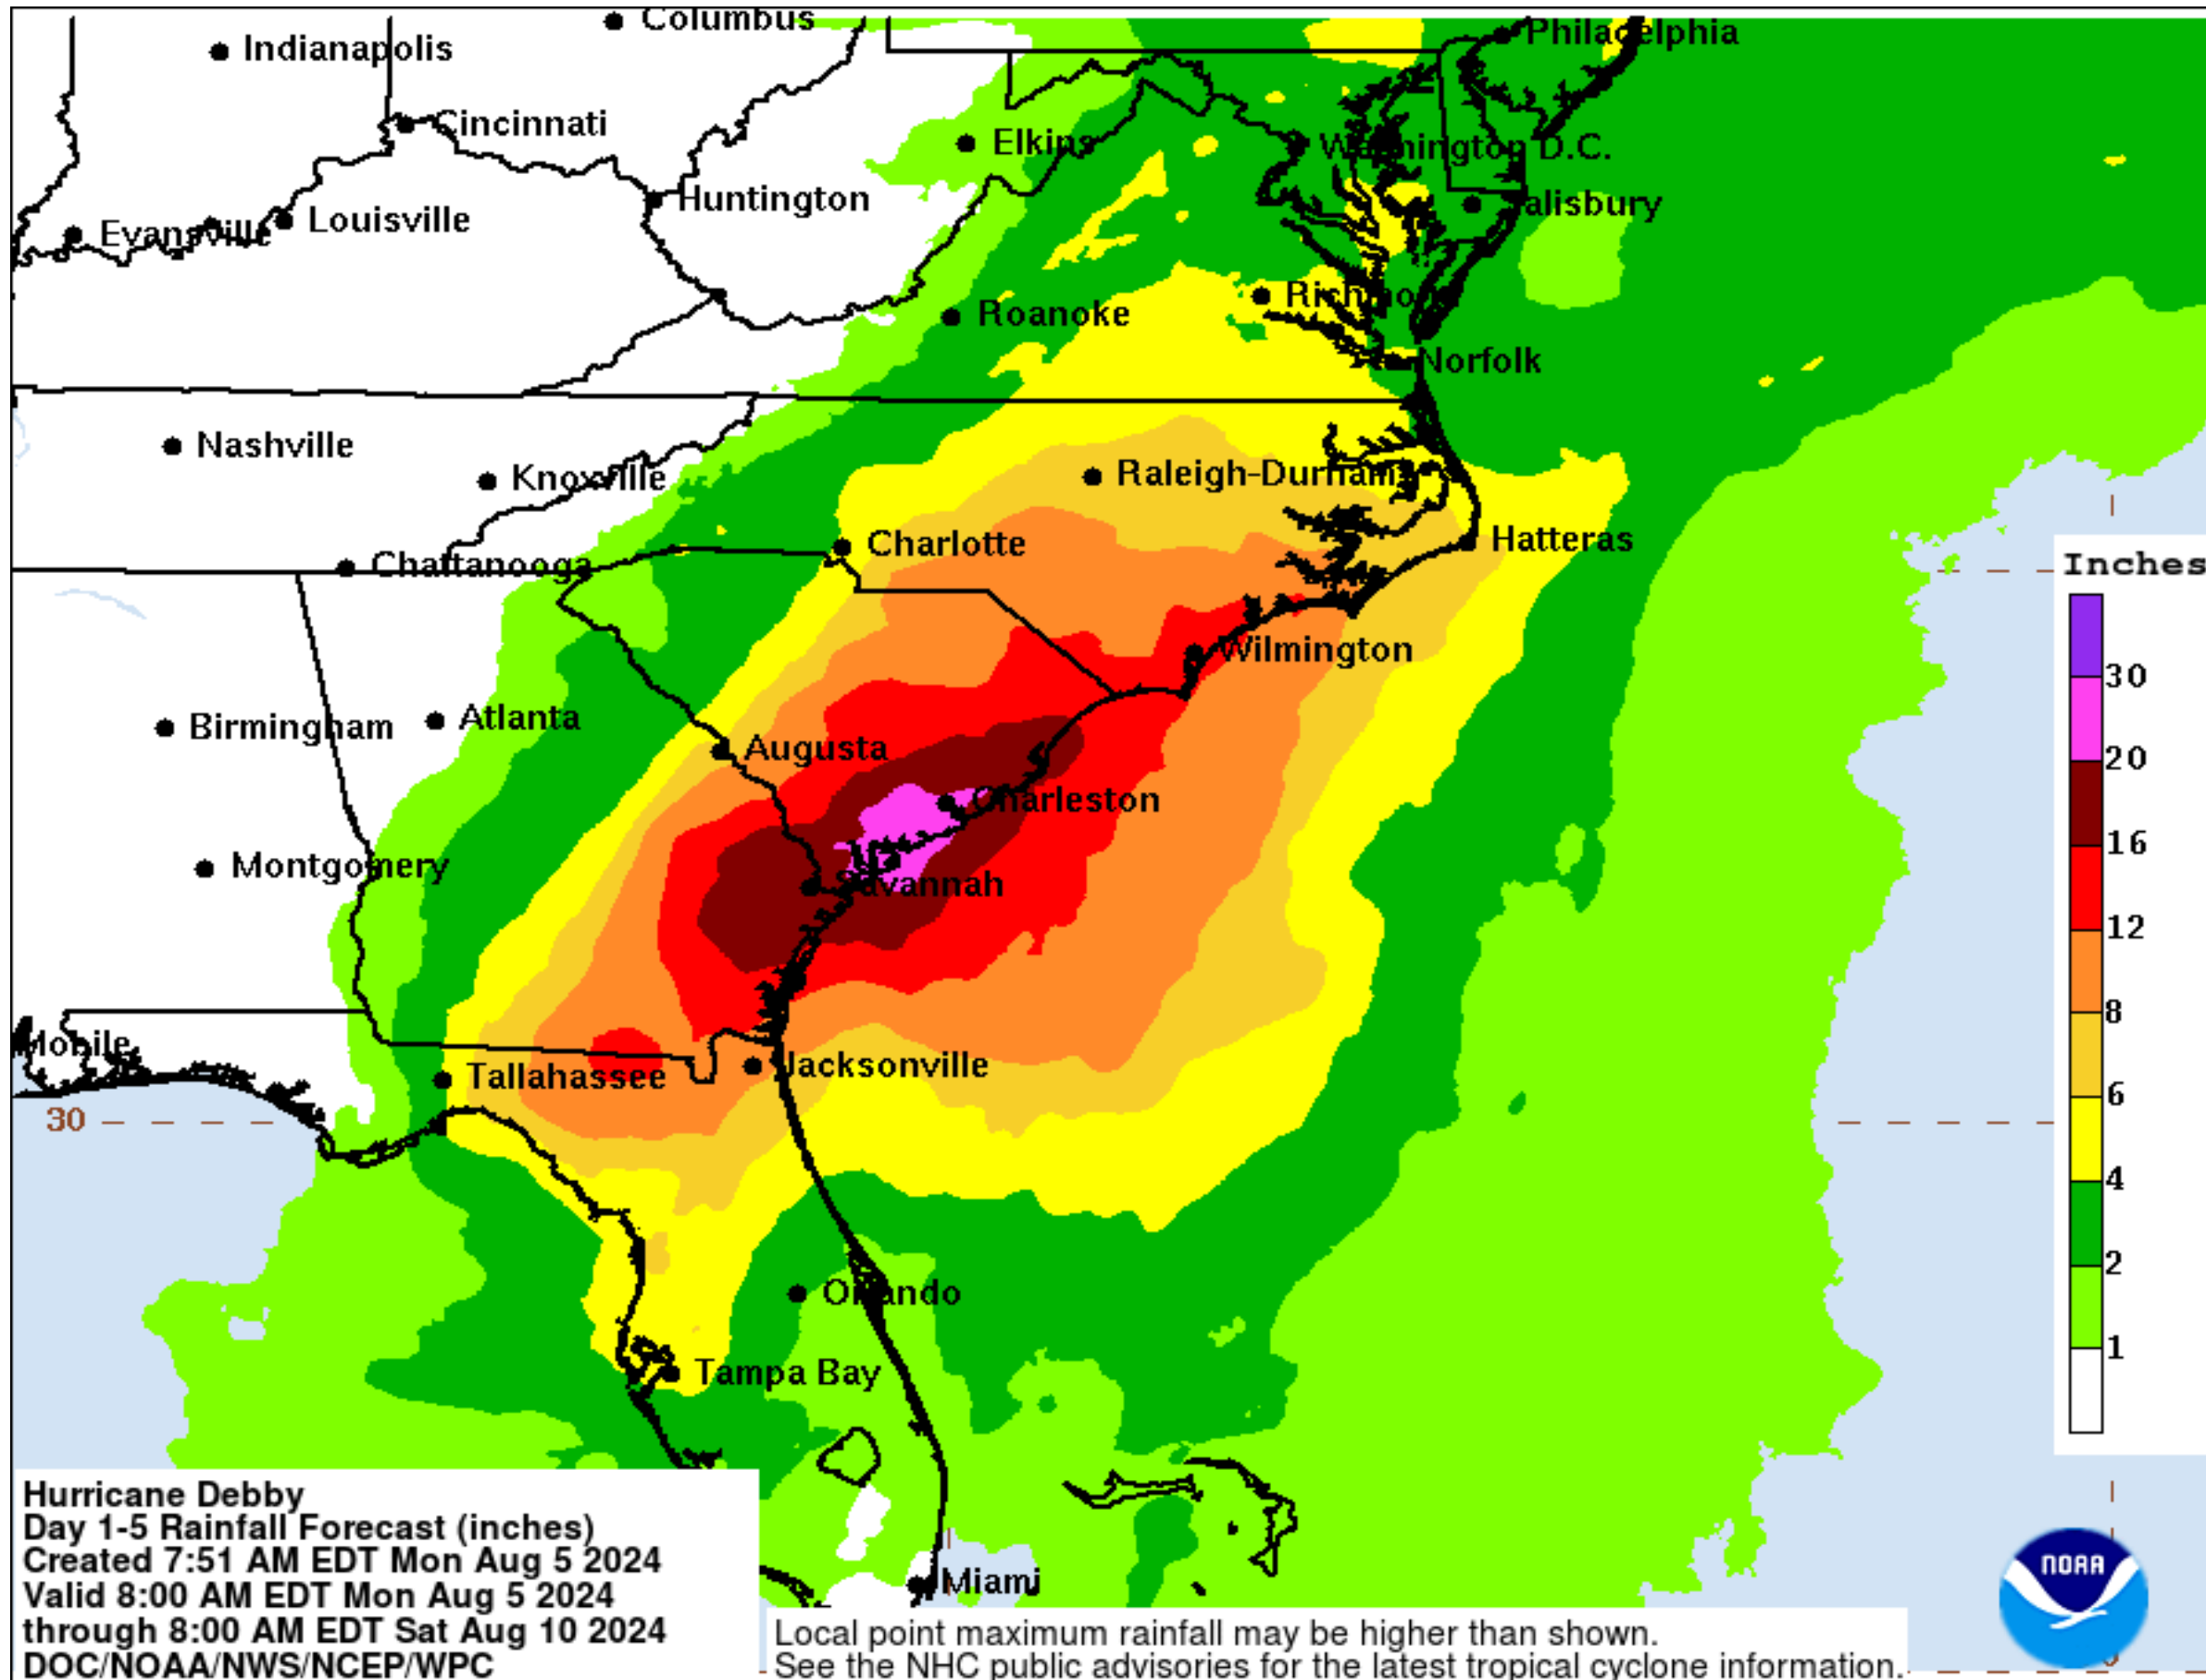 Columbus
Indianapolis
Philadelphia
Cincinnati
Elkins
Washington D.C.
Huntington
Salisbury
Louisville
Evansville
Richmond
Roanoke
Norfolk
Nashville
Knoxville
Raleigh-Durham
Charlotte
Hatteras
Chattanooga
Inches
Wilmington
30
Atlanta
Birmingham
Augusta
20
Charleston
16
Montgomery
Savannah
12
8
Mobile
Jacksonville
Tallahassee
6
30
4
2
Orlando
1
Tampa Bay
Hurricane Debby
Day 1-5 Rainfall Forecast (inches)
Created 7:51 AM EDT Mon Aug 5 2024
Valid 8:00 AM EDT Mon Aug 5 2024
through 8:00 AM EDT Sat Aug 10 2024
DOC/NOAA/NWS/NCEP/WPC
NOAA
Miami
Local point maximum rainfall may be higher than shown.
See the NHC public advisories for the latest tropical cyclone information.